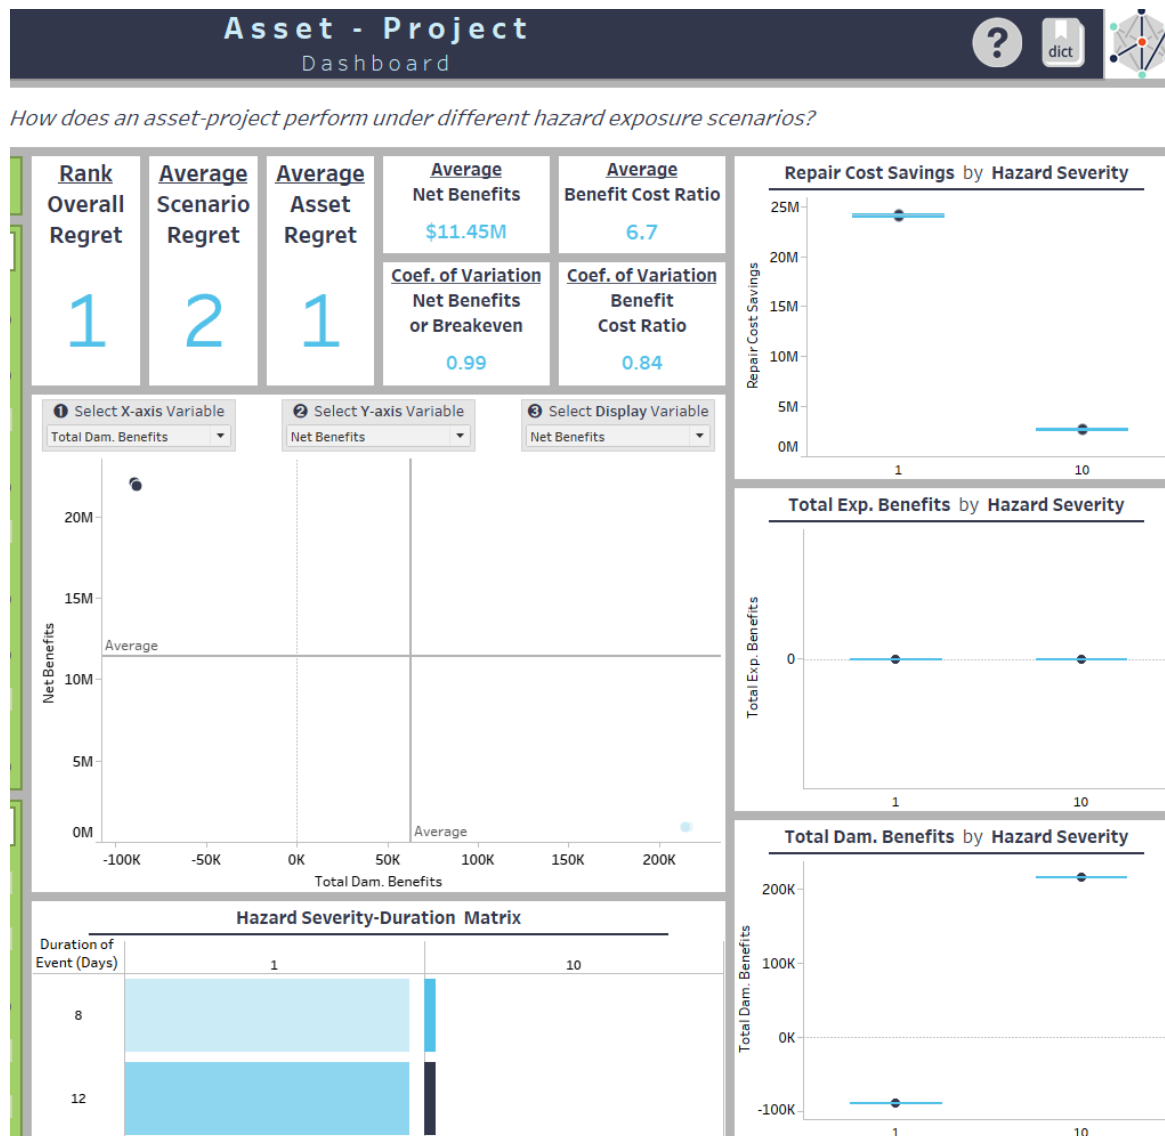 Asset - Project
Dashboard
?
dict
How does an asset-project perform under different hazard exposure scenarios?
Rank
Overall
Regret
1
Average
Scenario
Regret
2
Average
Asset
Regret
1
Average
Net Benefits
$11.45M
Average
Benefit Cost Ratio
6.7
Coef. of Variation
Net Benefits
or Breakeven
0.99
Coef. of Variation
Benefit
Cost Ratio
0.84
❶ Select X-axis Variable
Total Dam. Benefits
❷ Select Y-axis Variable
Net Benefits
❸ Select Display Variable
Net Benefits
Net Benefits
20M
15M
10M
5M
0M
Average
Average
-100K
-50K
0K
50K
100K
150K
200K
Total Dam. Benefits
Hazard Severity-Duration Matrix
Duration of
Event (Days)
1
10
8
12
Repair Cost Savings by Hazard Severity
Repair Cost Savings
25M
20M
15M
10M
5M
0M
1
10
Total Exp. Benefits by Hazard Severity
Total Exp. Benefits
0
1
10
Total Dam. Benefits by Hazard Severity
Total Dam. Benefits
200K
100K
0K
-100K
1
10